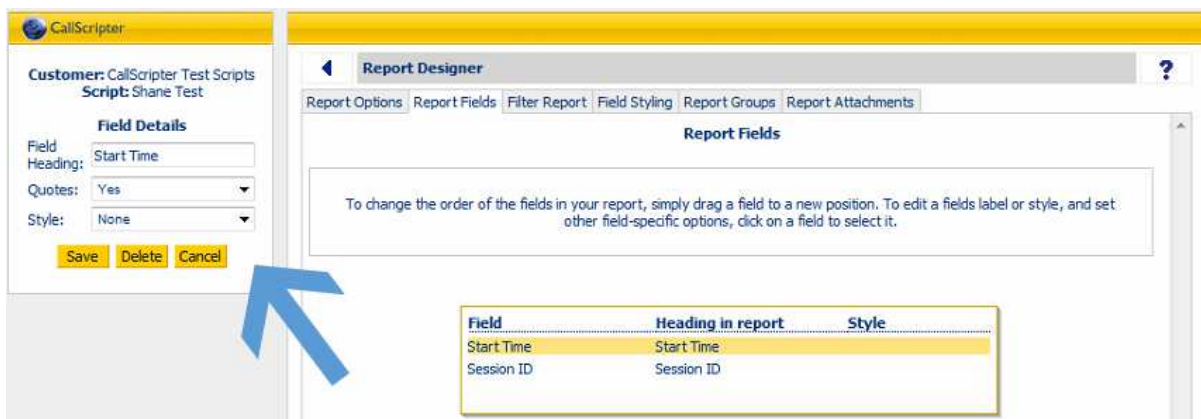 CallScripter
Customer: CallScripter Test Scripts
Script: Shane Test
Field Details
Field
Heading: Start Time
Quotes: Yes
Style: None
Save Delete Cancel
Report Designer ?
Report Options Report Fields Filter Report Field Styling Report Groups Report Attachments
Report Fields
To change the order of the fields in your report, simply drag a field to a new position. To edit a fields label or style, and set
other field-specific options, click on a field to select it.
Field Heading in report Style
Start Time Start Time
Session ID Session ID